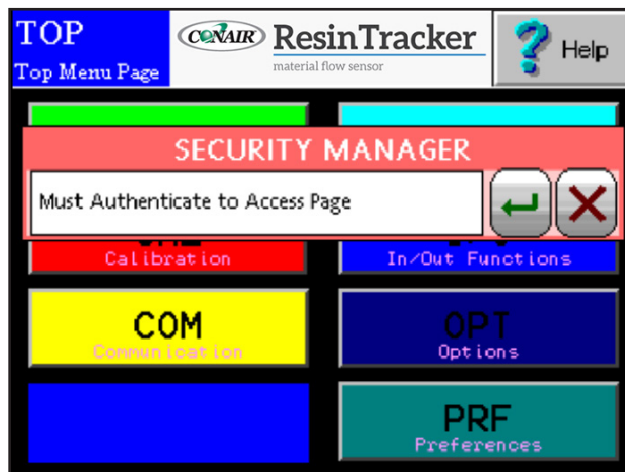 TOP
Top Menu Page
CONAIR
ResinTracker
material flow sensor
Help
SECURITY MANAGER
Must Authenticate to Access Page
Calibration
In/Out Functions
COM
Communication
OPT
Options
PRF
Preferences